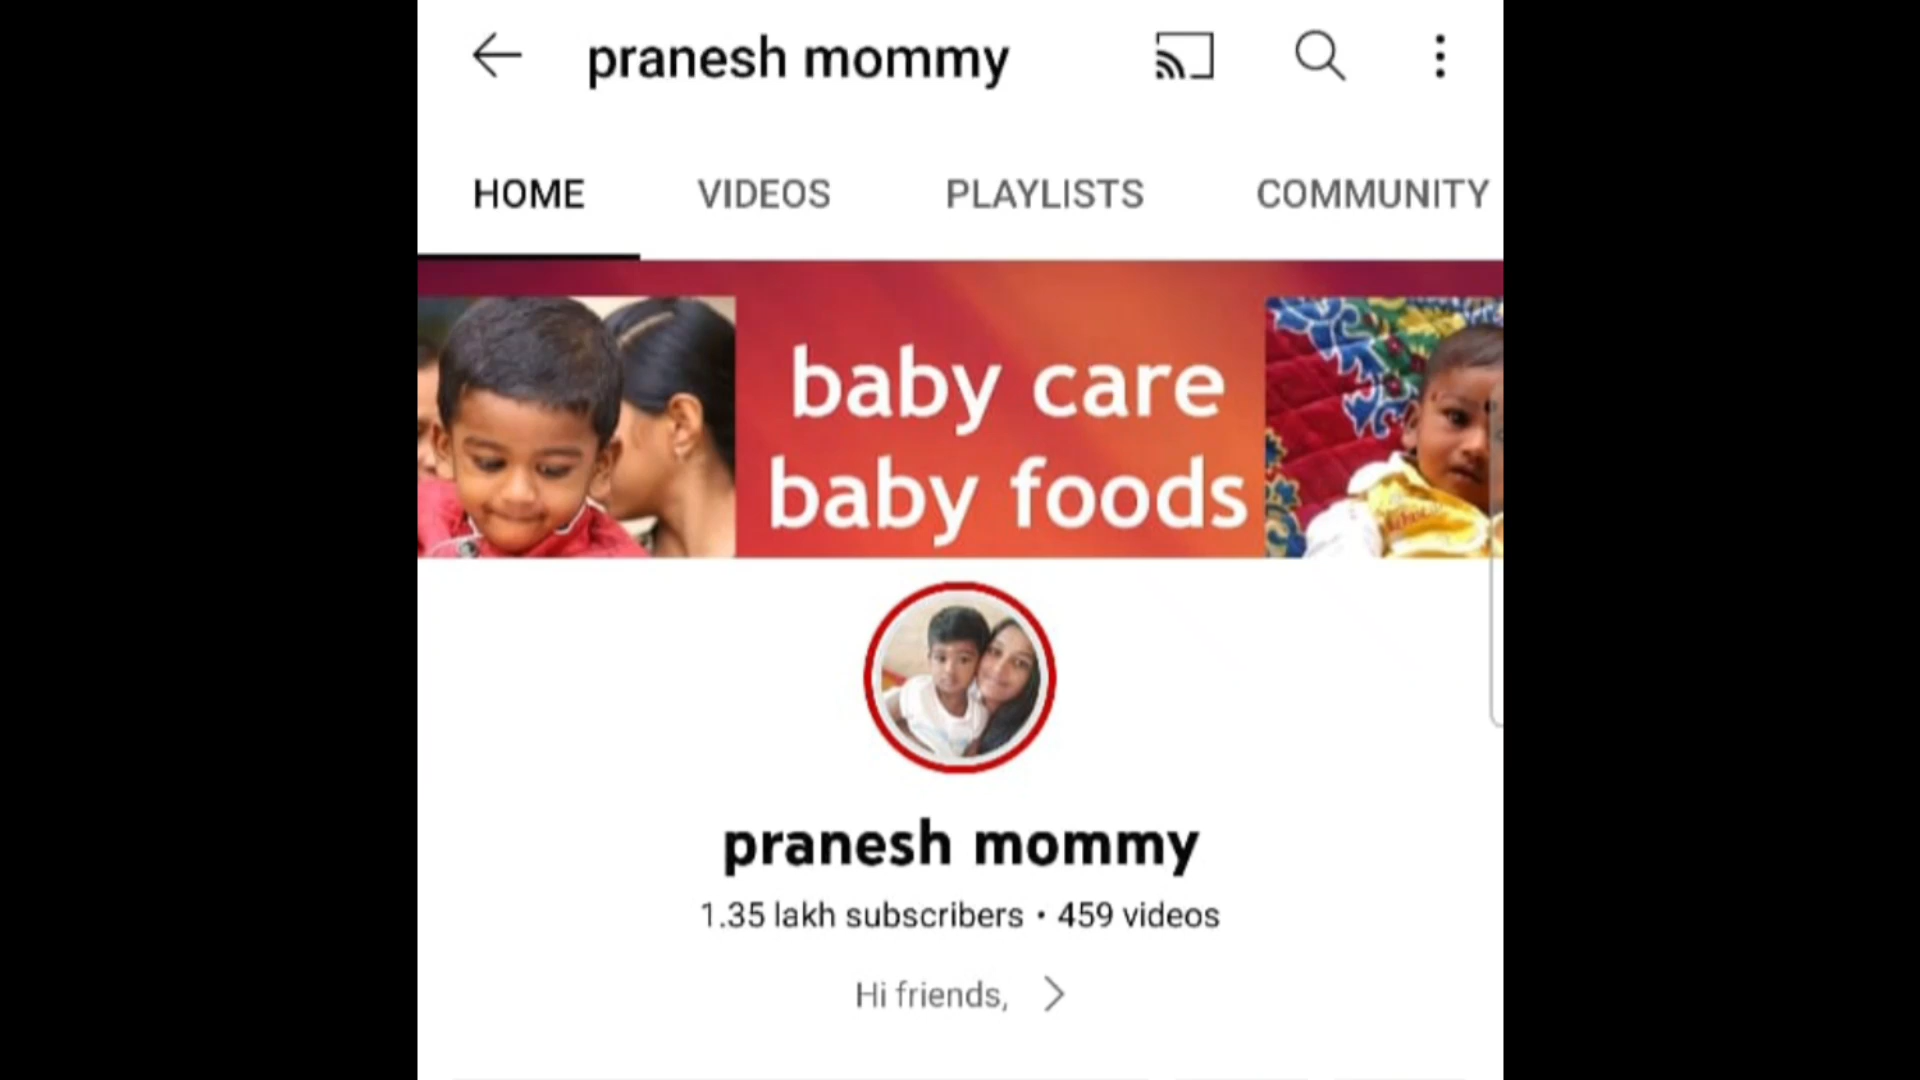 pranesh mommy
HOME VIDEOS PLAYLISTS COMMUNITY
baby care
baby foods
pranesh mommy
1.35 lakh subscribers • 459 videos
Hi friends,